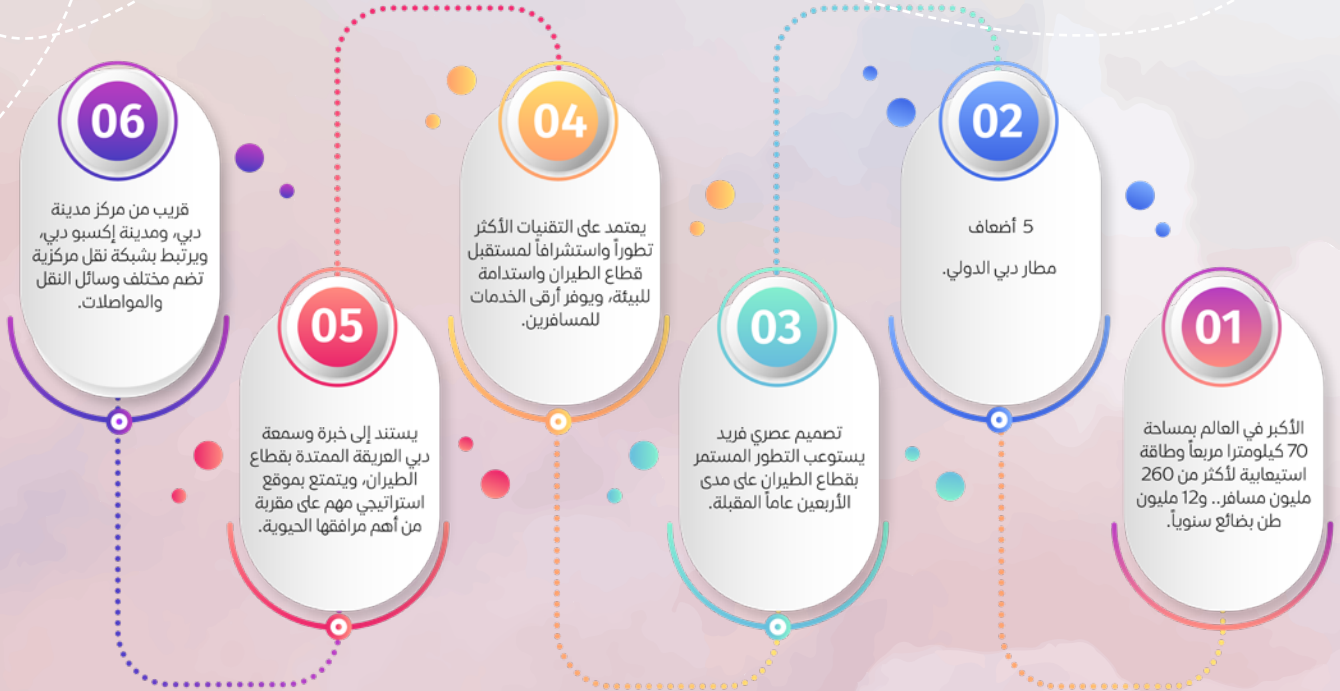 01
الأكبر في العالم بمساحة
70 كيلومترا مربعاً وطاقة
استيعابية لأكثر من 260
مليون مسافر.. و12 مليون
طن بضائع سنوياً.
02
5 أضعاف
مطار دبي الدولي.
03
تصميم عصري فريد
يستوعب التطور المستمر
بقطاع الطيران على مدى
الأربعين عاماً المقبلة.
04
يعتمد على التقنيات الأكثر
تطوراً واستشرافاً لمستقبل
قطاع الطيران واستدامة
للبيئة، ويوفر أرقى الخدمات
للمسافرين.
05
يستند إلى خبرة وسمعة
دبي العريقة الممتدة بقطاع
الطيران، ويتمتع بموقع
استراتيجي مهم على مقربة
من أهم مرافقها الحيوية.
06
قريب من مركز مدينة
دبي، ومدينة إكسبو دبي،
ويرتبط بشبكة نقل مركزية
تضم مختلف وسائل النقل
والمواصلات.